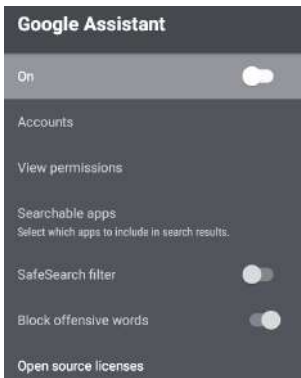 Google Assistant
On
Accounts
View permissions
Searchable apps
Select which apps to include in search results.
SafeSearch filter
Block offensive words
Open source licenses